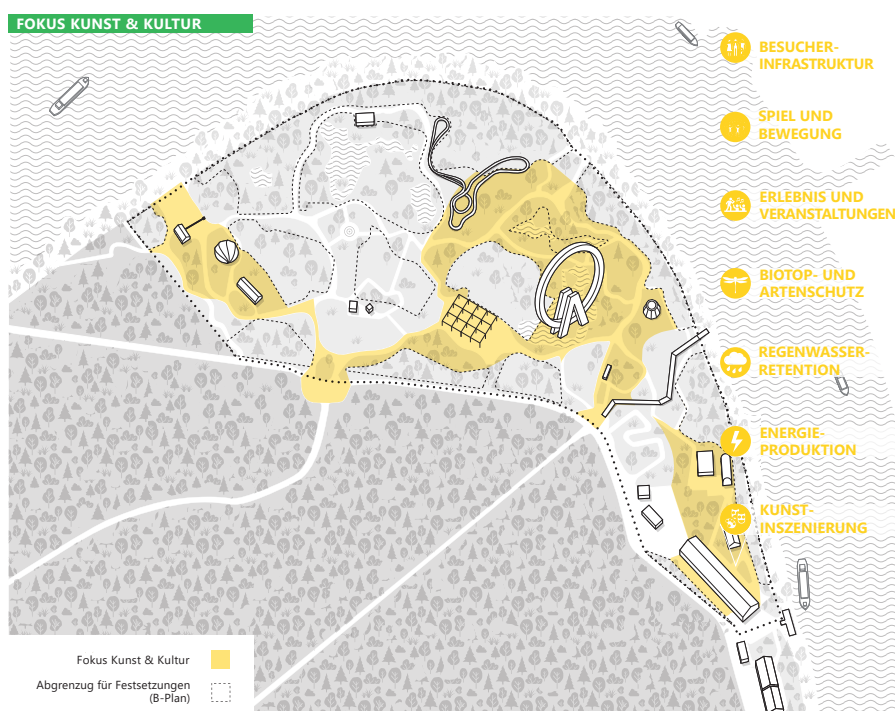 FOKUS KUNST & KULTUR
BESUCHER-
INFRASTRUKTUR
SPIEL UND
BEWEGUNG
ERLEBNIS UND
VERANSTALTUNGEN
BIOTOP- UND
ARTENSCHUTZ
REGENWASSER-
RETENTION
ENERGIE-
PRODUKTION
KUNST-
INSZENIERUNG
Fokus Kunst & Kultur
Abgrenzug für Festsetzungen
(B-Plan)